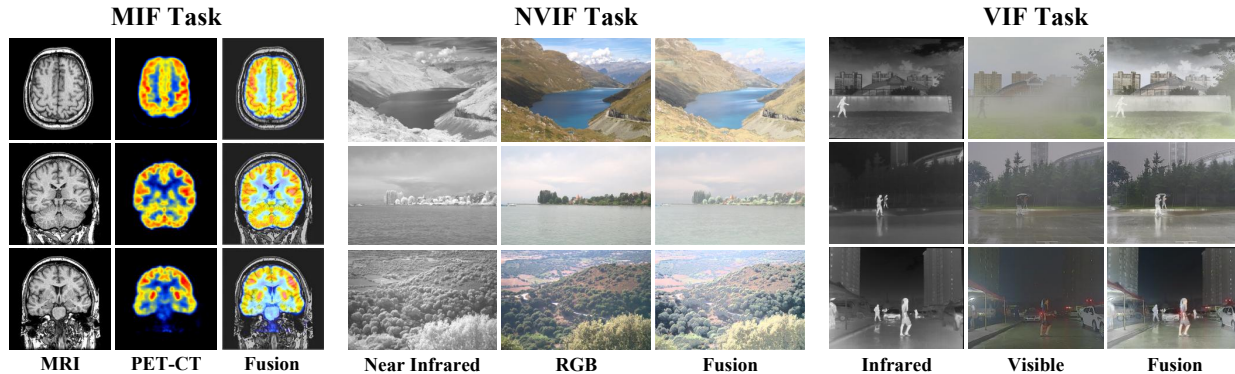 MIF Task
NVIF Task
VIF Task
MRI
PET-CT
Fusion
Near Infrared
RGB
Fusion
Infrared
Visible
Fusion